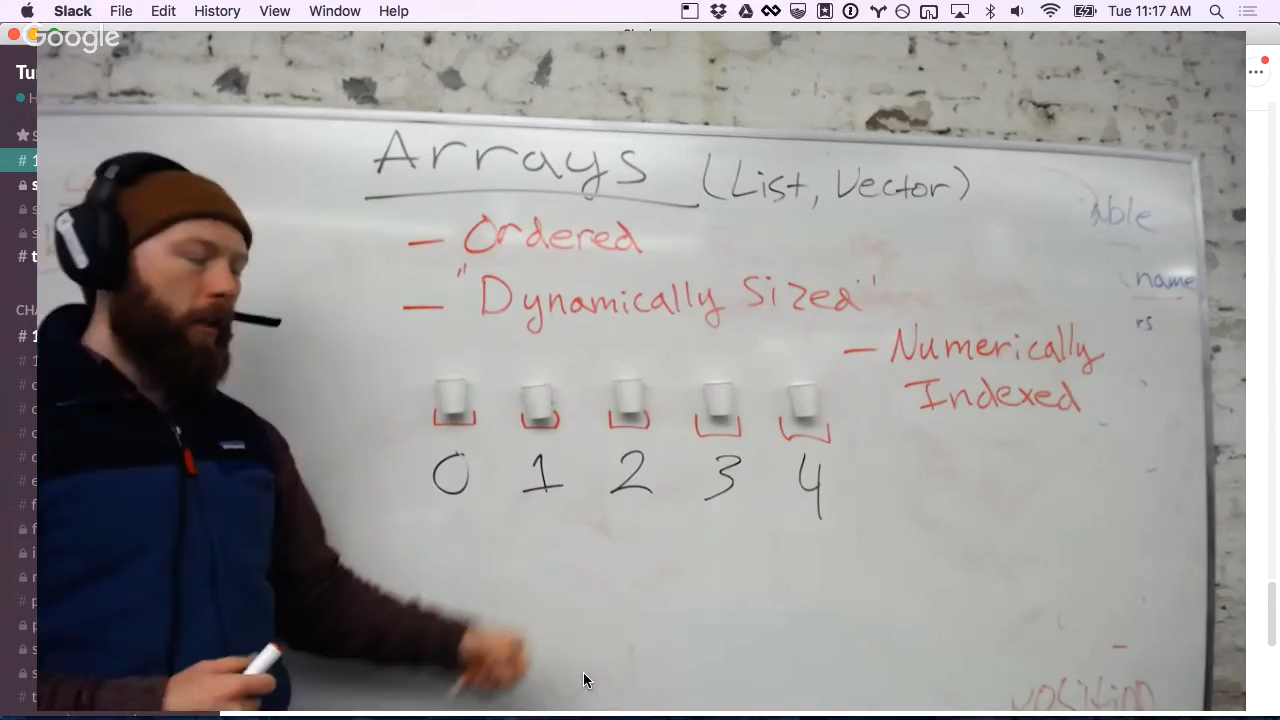 Slack File Edit View History Window Help
Tue 11:17 AM
Google
Arrays (List, Vector)
— Ordered
— "Dynamically Sized"
— Numerically
Indexed
0 1 2 3 4
name
rs